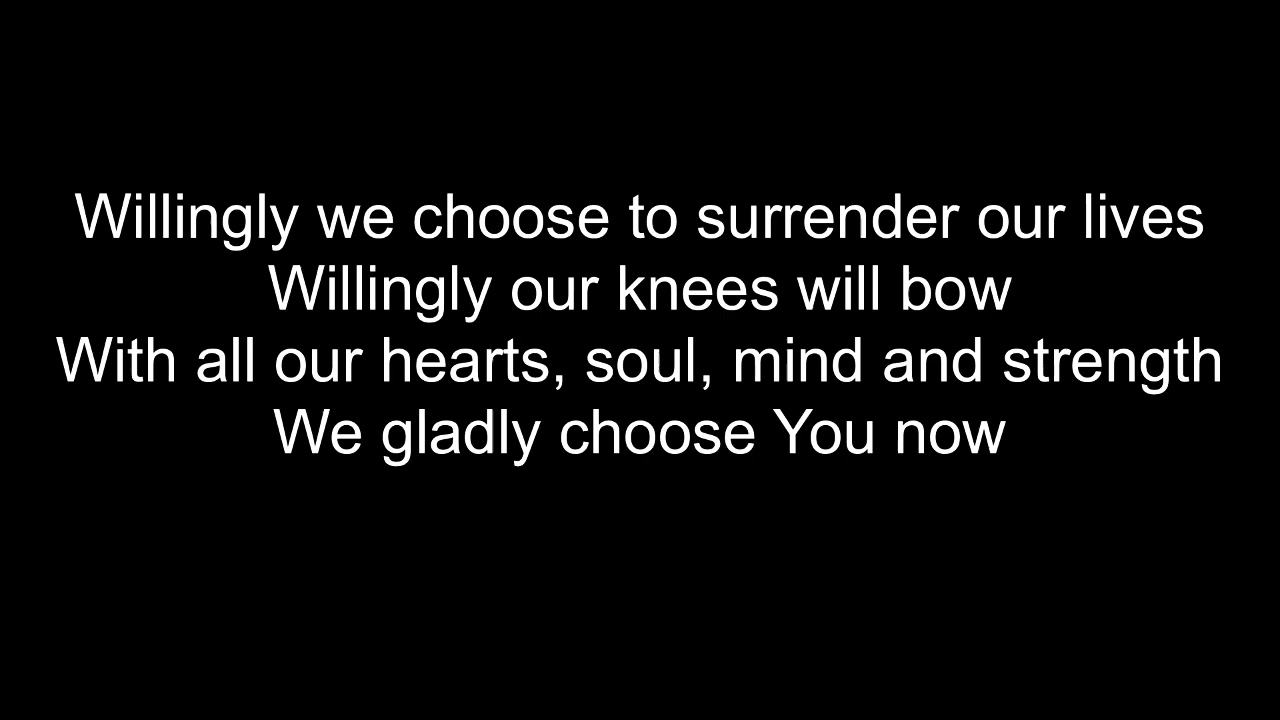 Willingly we choose to surrender our lives
Willingly our knees will bow
With all our hearts, soul, mind and strength
We gladly choose You now